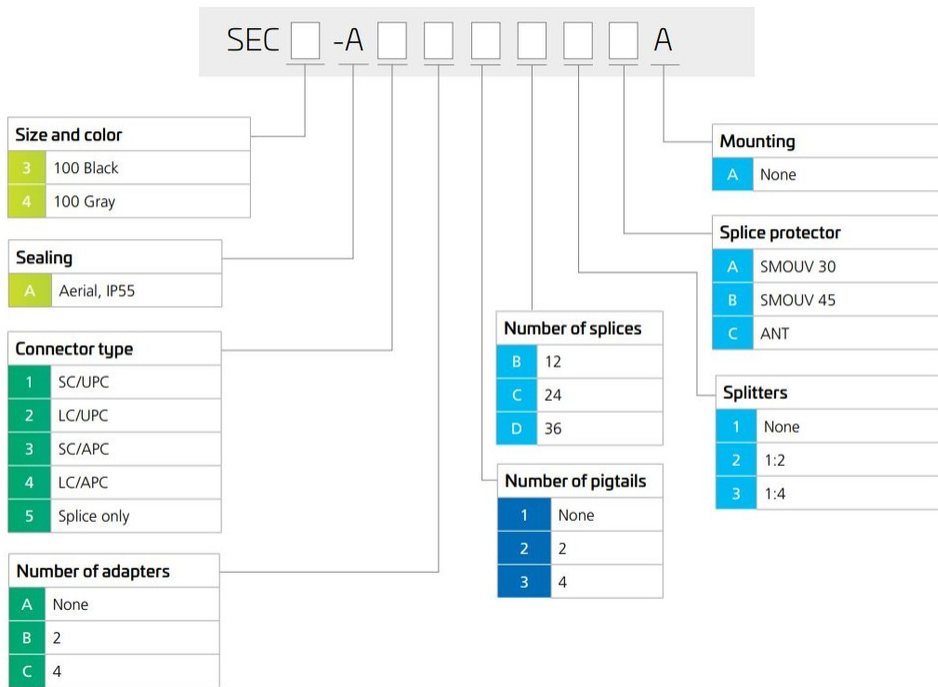 SEC -A A
Size and color
3 100 Black
4 100 Gray
Sealing
A Aerial, IP55
Connector type
1 SC/UPC
2 LC/UPC
3 SC/APC
4 LC/APC
5 Splice only
Number of adapters
A None
B 2
C 4
Number of splices
B 12
C 24
D 36
Number of pigtails
1 None
2 2
3 4
Mounting
A None
Splice protector
A SMOUV 30
B SMOUV 45
C ANT
Splitters
1 None
2 1:2
3 1:4